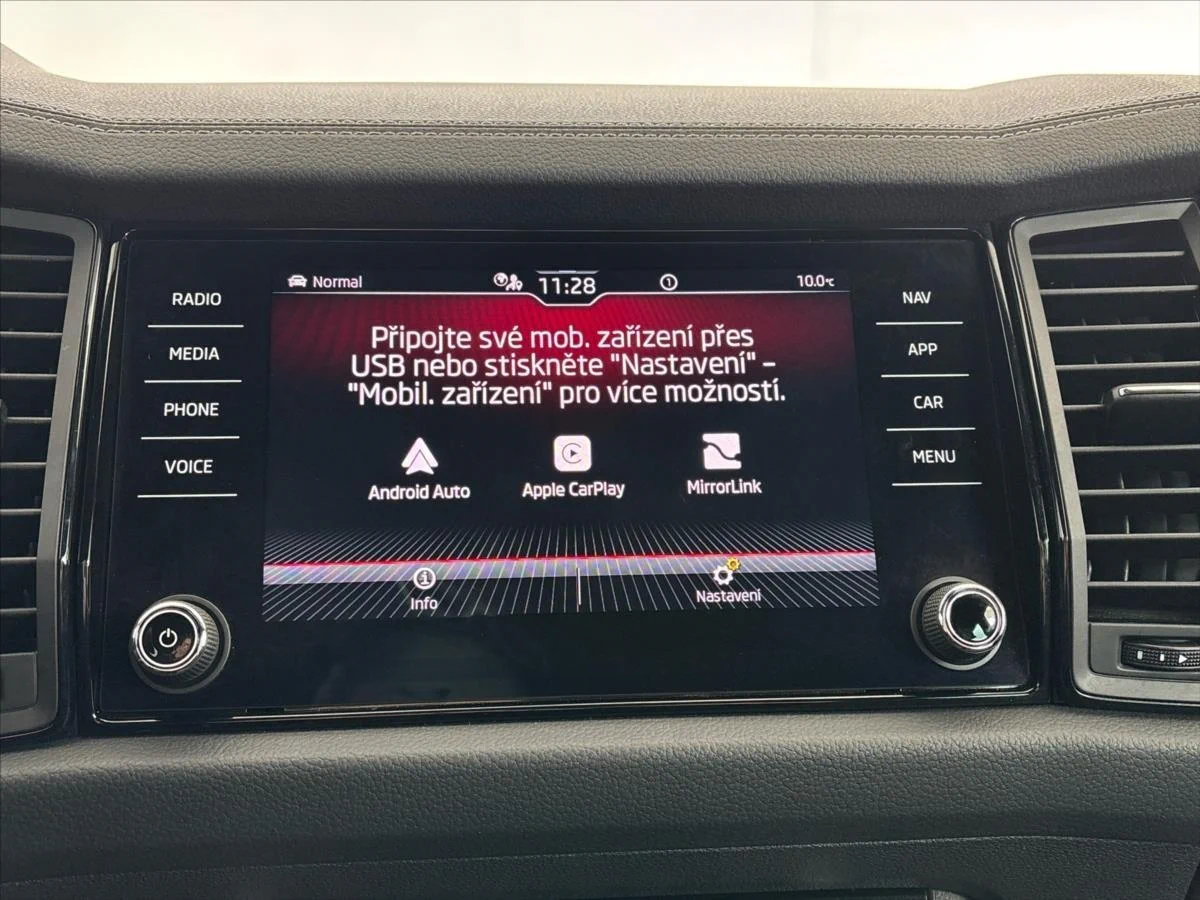 Normal 11:28 1 10.0°C
RADIO
MEDIA
PHONE
VOICE
Připojte své mob. zařízení přes
USB nebo stiskněte "Nastavení" –
"Mobil. zařízení" pro více možností.
Android Auto
Apple CarPlay
MirrorLink
i
Info
Nastavení
NAV
APP
CAR
MENU